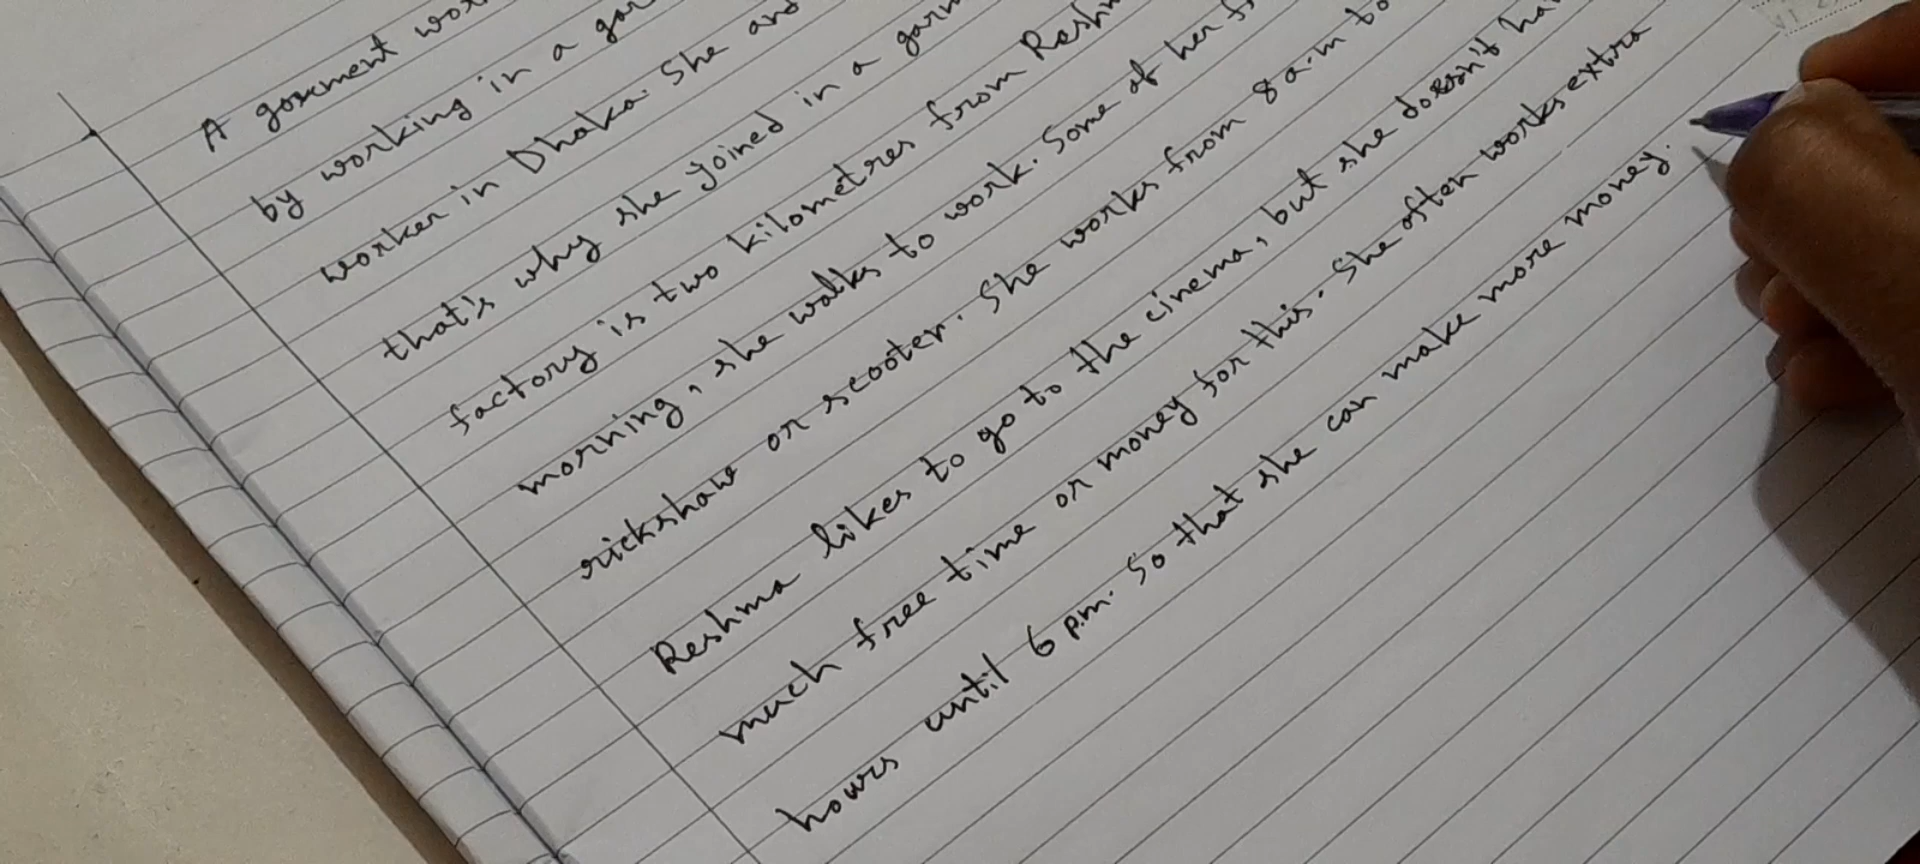 A gorement wor
by working in a gar
worker in Dhaka. She and
that's why she joined in a garm
factory is two kilometres from Reshm
morning, she walks to work. Some of her fr
rickshaw or scooter. She works from 8 a.m to
Reshma likes to go to the cinema, but she doesn't ha
much free time or money for this. She often works extra
hours until 6 p.m. So that she can make more money.